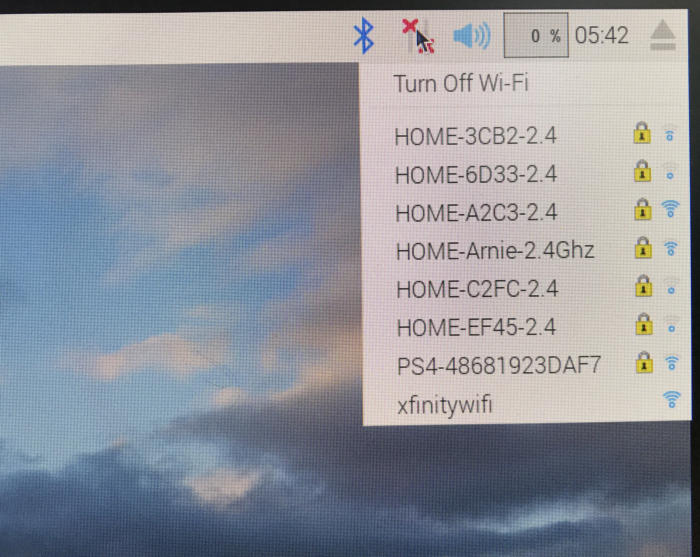 0 % 05:42
Turn Off Wi-Fi
HOME-3CB2-2.4
HOME-6D33-2.4
HOME-A2C3-2.4
HOME-Arnie-2.4Ghz
HOME-C2FC-2.4
HOME-EF45-2.4
PS4-48681923DAF7
xfinitywifi